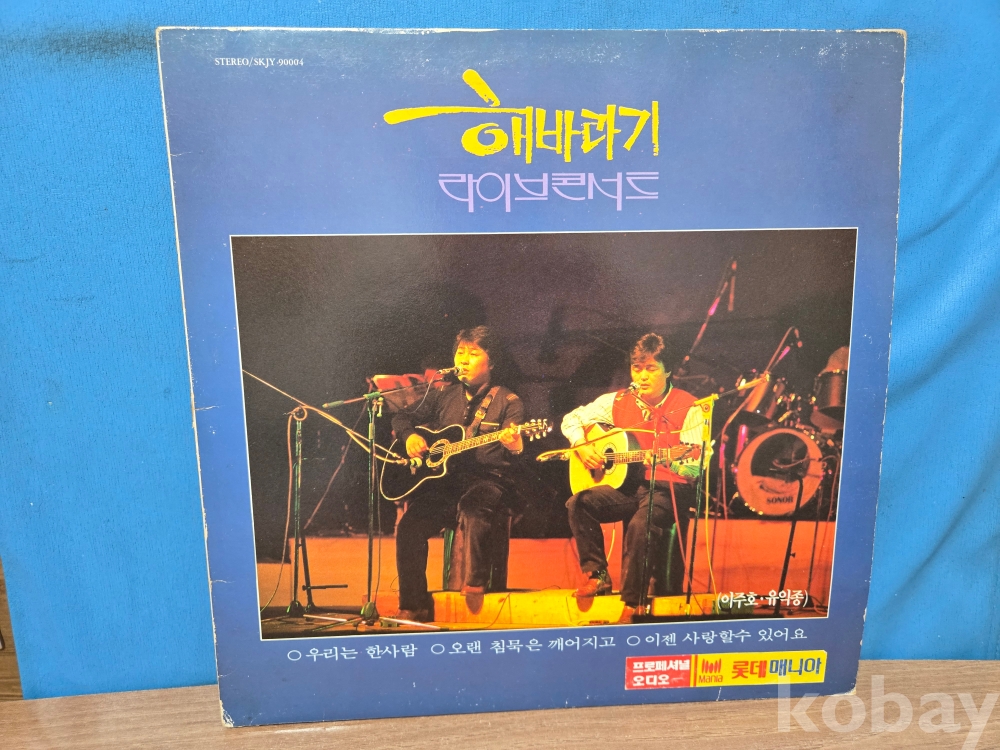 STEREO/SKJY-90004
해바라기
라이브콘서트
SONOR
(이주호·유익종)
○ 우리는 한사람 ○ 오랜 침묵은 깨어지고 ○ 이젠 사랑할수 있어요
프로페셔널
오디오
Mania
롯데매니아
kobay